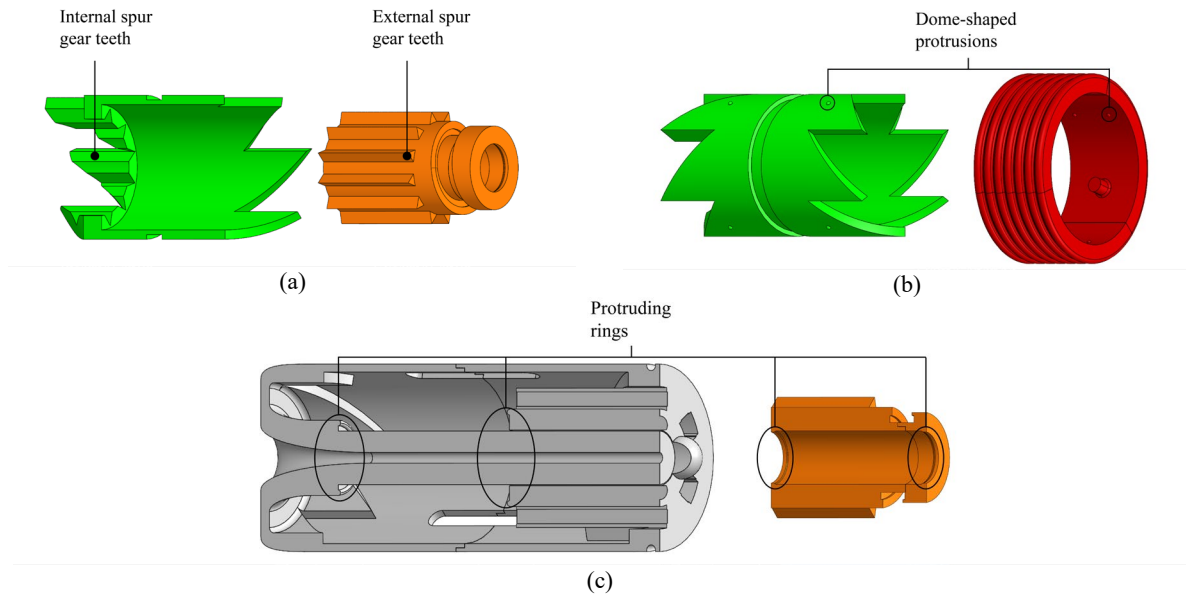 Internal spur
gear teeth
External spur
gear teeth
(a)
Dome-shaped
protrusions
(b)
Protruding
rings
(c)